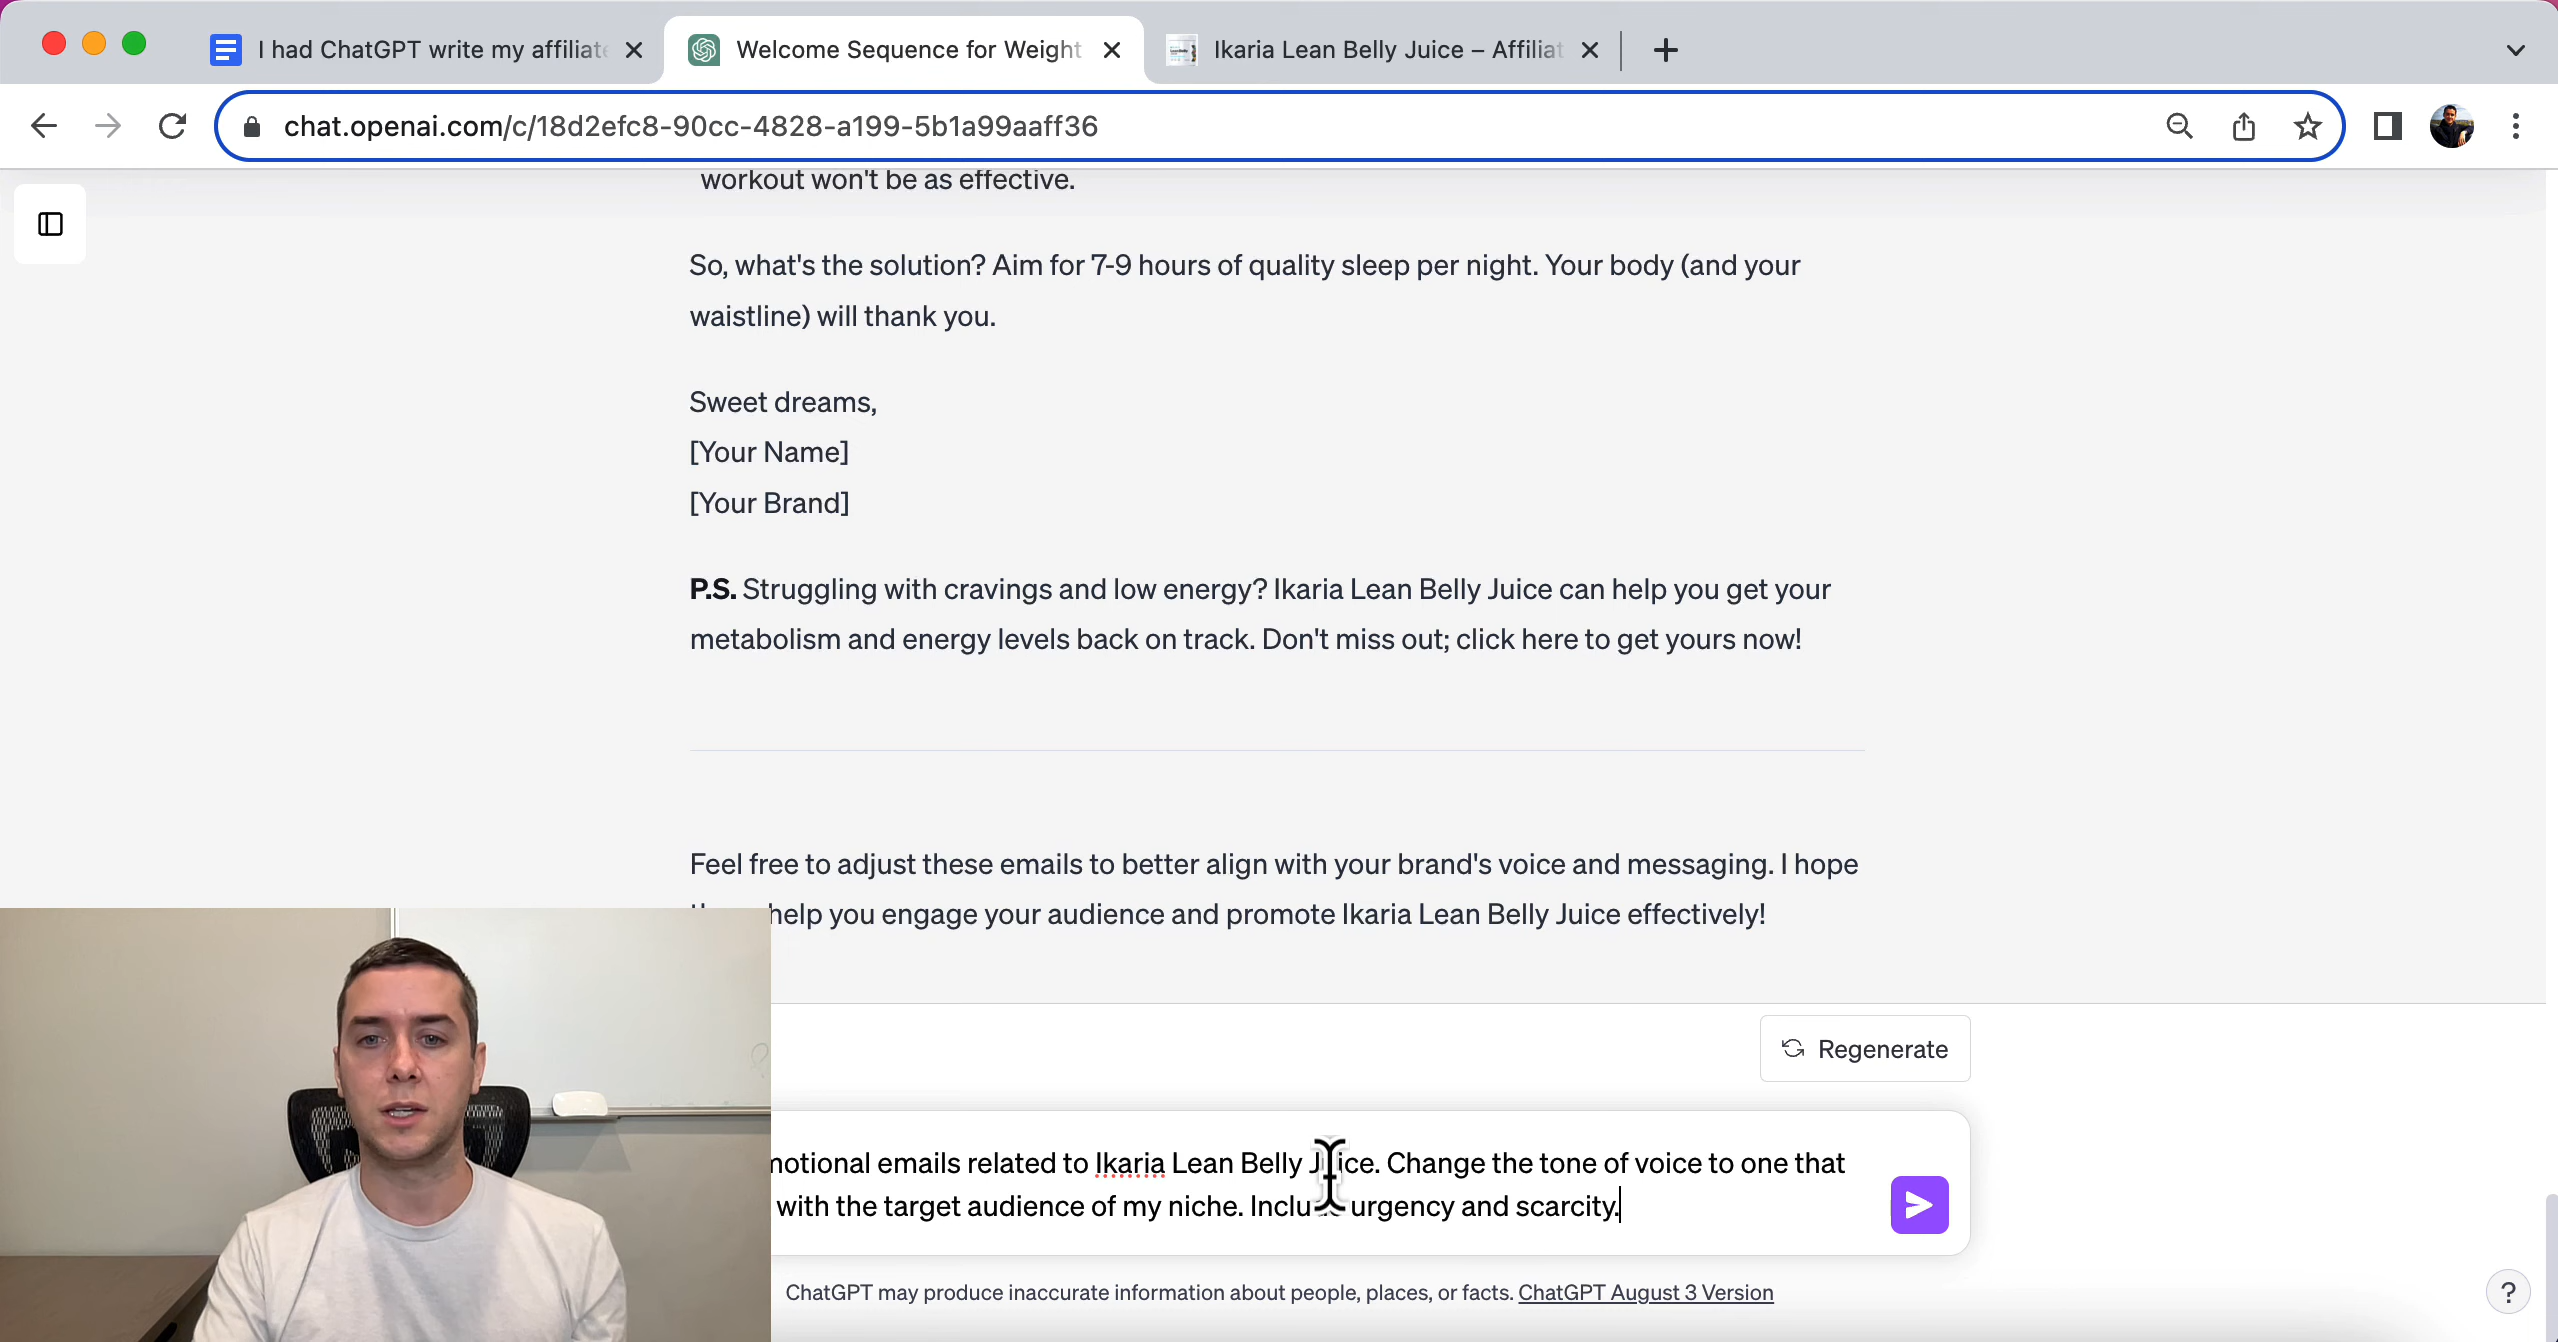 I had ChatGPT write my affiliate
Welcome Sequence for Weight
Ikaria Lean Belly Juice – Affiliat
chat.openai.com/c/18d2efc8-90cc-4828-a199-5b1a99aaff36
workout won't be as effective.
So, what's the solution? Aim for 7-9 hours of quality sleep per night. Your body (and your
waistline) will thank you.
Sweet dreams,
[Your Name]
[Your Brand]
P.S. Struggling with cravings and low energy? Ikaria Lean Belly Juice can help you get your
metabolism and energy levels back on track. Don't miss out; click here to get yours now!
Feel free to adjust these emails to better align with your brand's voice and messaging. I hope
help you engage your audience and promote Ikaria Lean Belly Juice effectively!
Regenerate
notional emails related to Ikaria Lean Belly Juice. Change the tone of voice to one that
with the target audience of my niche. Include urgency and scarcity.
ChatGPT may produce inaccurate information about people, places, or facts. ChatGPT August 3 Version
?